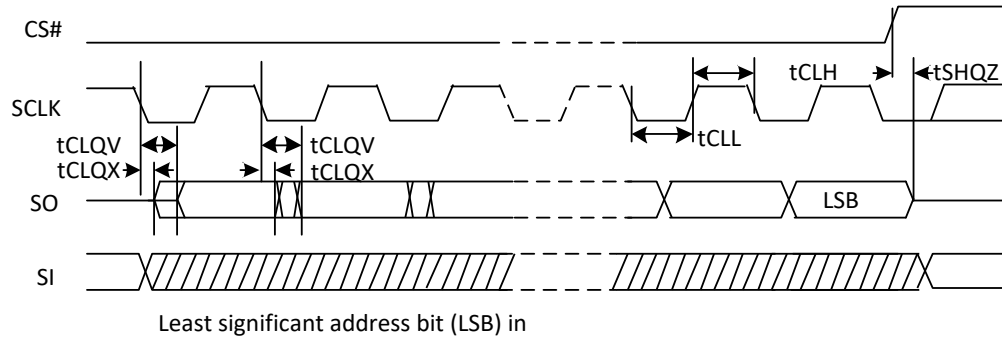 CS#
tCLH
tSHQZ
SCLK
tCLQV
tCLQV
tCLL
tCLQX
tCLQX
SO
LSB
SI
Least significant address bit (LSB) in